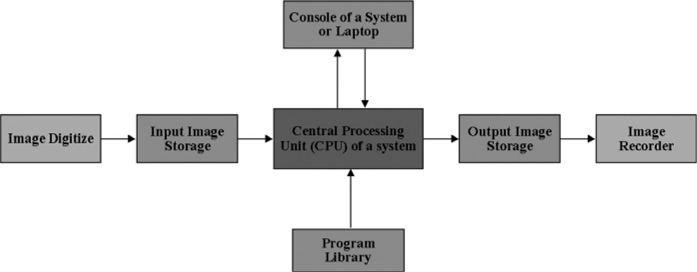 Console of a System
or Laptop
Image Digitize
Input Image
Storage
Central Processing
Unit (CPU) of a system
Output Image
Storage
Image
Recorder
Program
Library